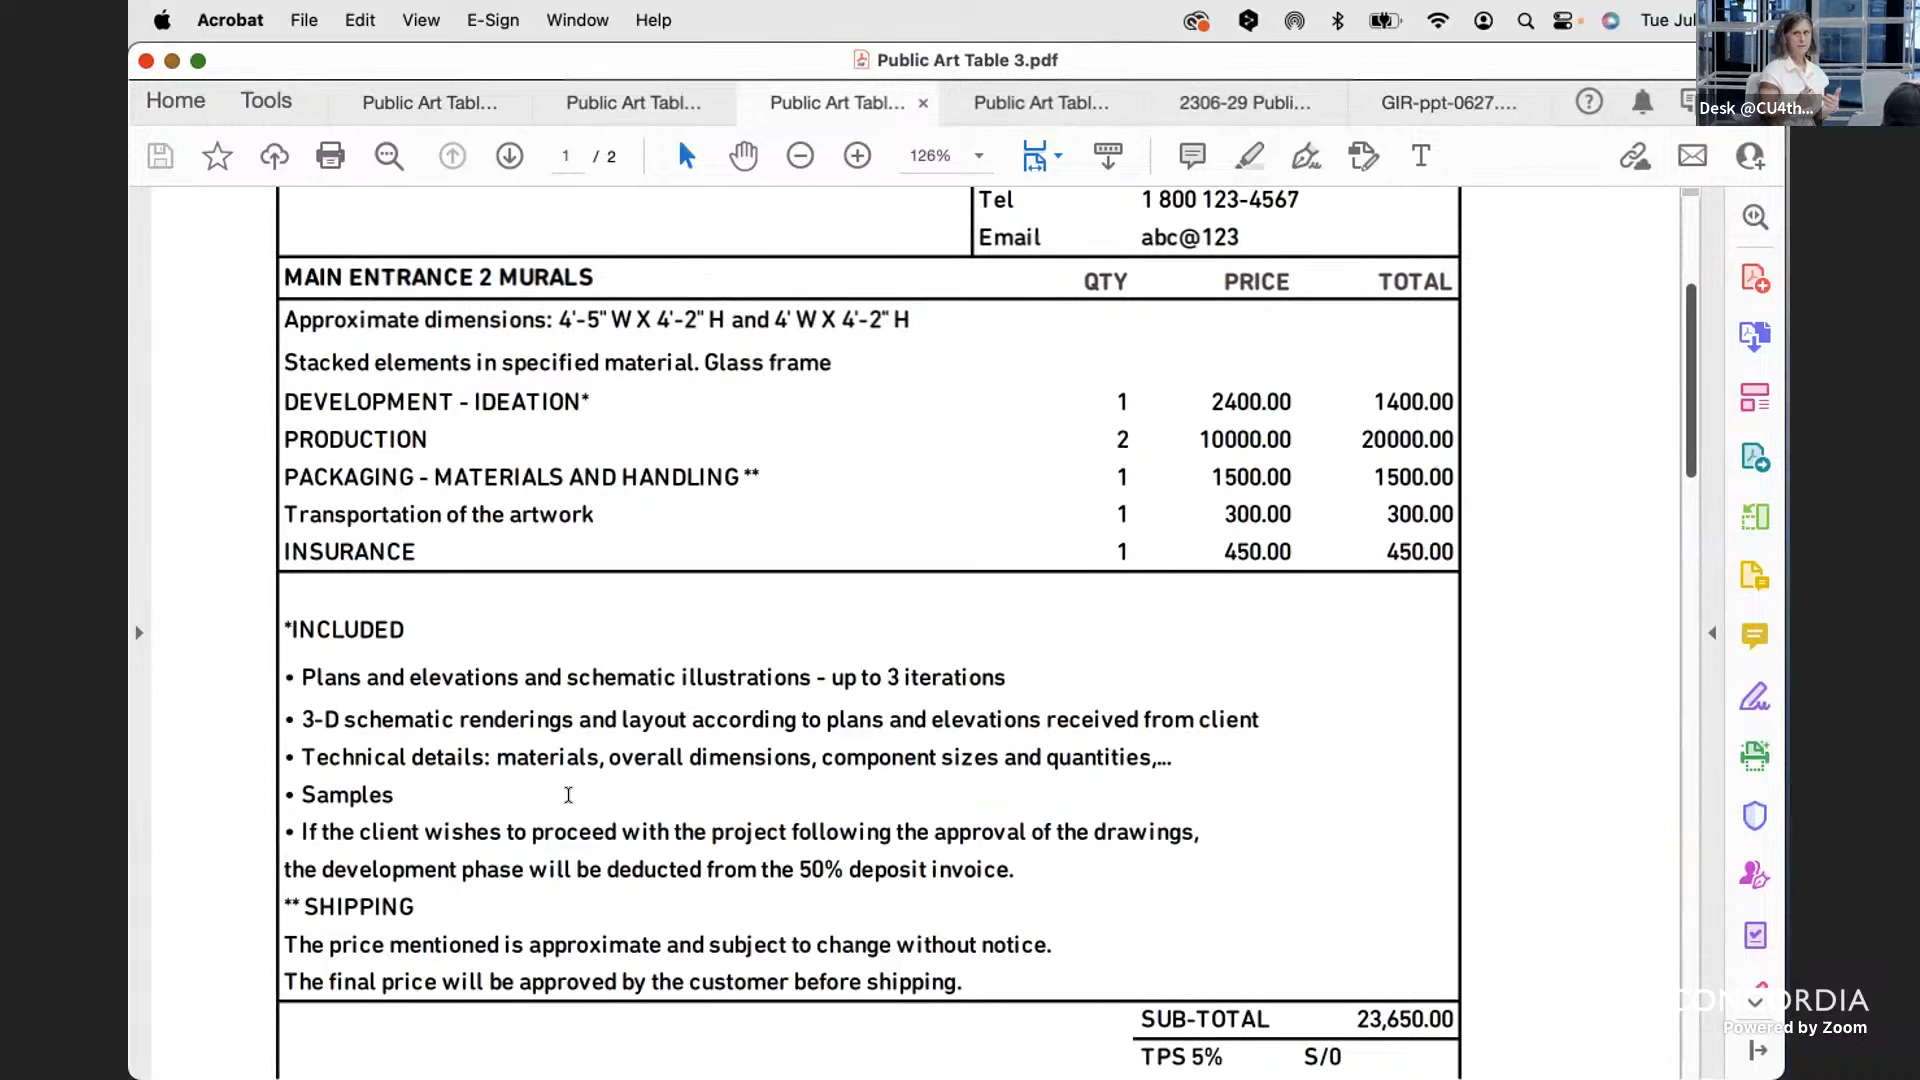 Acrobat File Edit View E-Sign Window Help Tue Jul
Public Art Table 3.pdf
Home Tools Public Art Tabl... Public Art Tabl... Public Art Tabl... × Public Art Tabl... 2306-29 Publi... GIR-ppt-0627....
Desk @CU4th...
1 / 2 126%
Tel 1 800 123-4567
Email abc@123
MAIN ENTRANCE 2 MURALS QTY PRICE TOTAL
Approximate dimensions: 4'-5" W X 4'-2" H and 4' W X 4'-2" H
Stacked elements in specified material. Glass frame
DEVELOPMENT - IDEATION* 1 2400.00 1400.00
PRODUCTION 2 10000.00 20000.00
PACKAGING - MATERIALS AND HANDLING ** 1 1500.00 1500.00
Transportation of the artwork 1 300.00 300.00
INSURANCE 1 450.00 450.00
*INCLUDED
• Plans and elevations and schematic illustrations - up to 3 iterations
• 3-D schematic renderings and layout according to plans and elevations received from client
• Technical details: materials, overall dimensions, component sizes and quantities,...
• Samples
• If the client wishes to proceed with the project following the approval of the drawings,
the development phase will be deducted from the 50% deposit invoice.
** SHIPPING
The price mentioned is approximate and subject to change without notice.
The final price will be approved by the customer before shipping.
SUB-TOTAL 23,650.00
TPS 5% S/0
CONCORDIA
Powered by Zoom